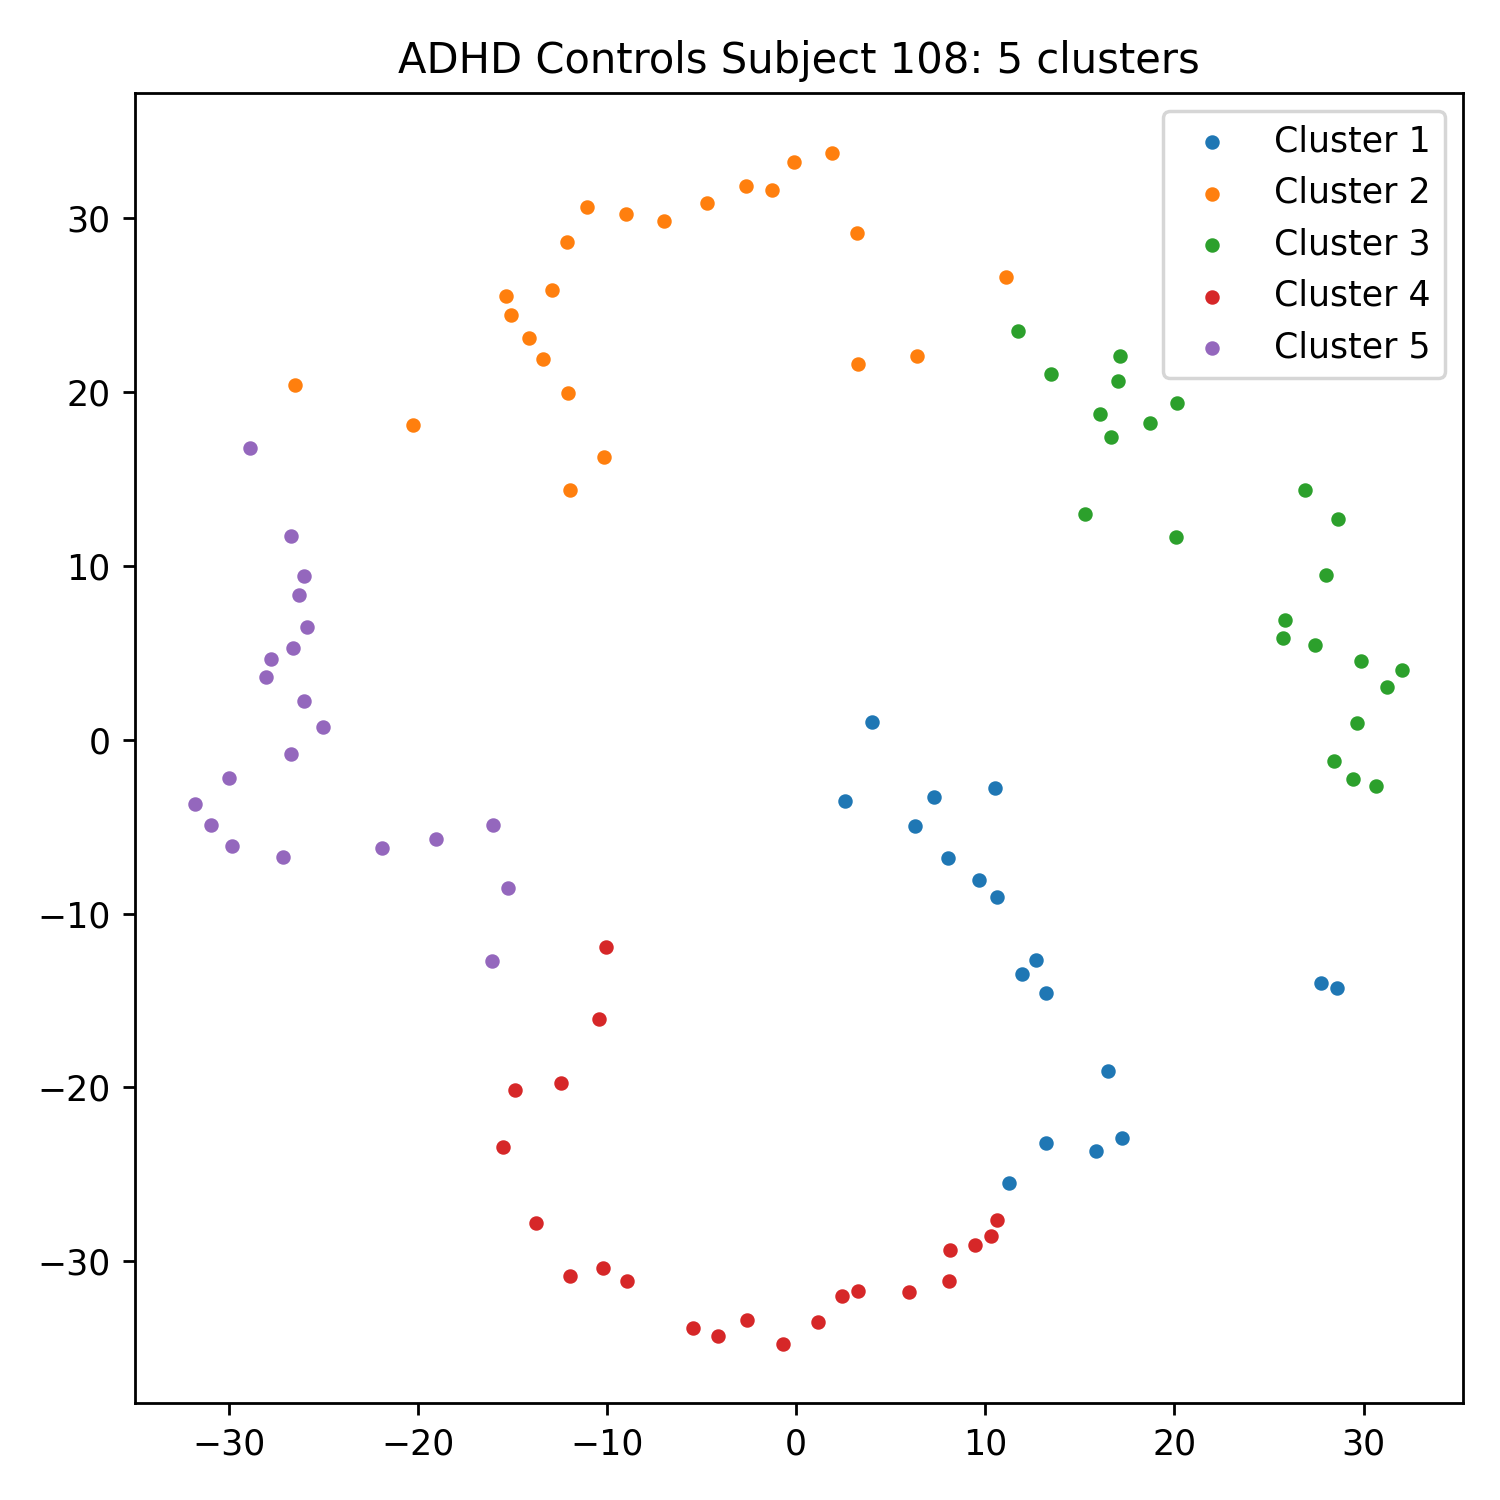 ADHD Controls Subject 108: 5 clusters
Cluster 1
Cluster 2
Cluster 3
Cluster 4
Cluster 5
30
20
10
0
−10
−20
−30
−30 −20 −10 0 10 20 30